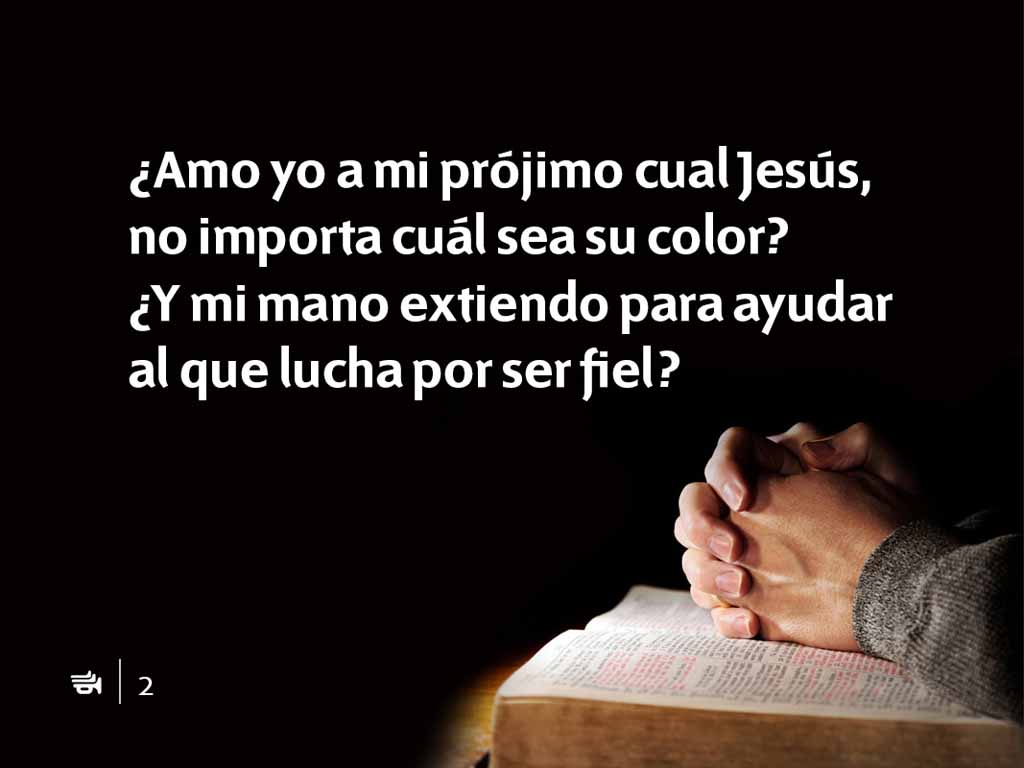 ¿Amo yo a mi prójimo cual Jesús,
no importa cuál sea su color?
¿Y mi mano extiendo para ayudar
al que lucha por ser fiel?
2